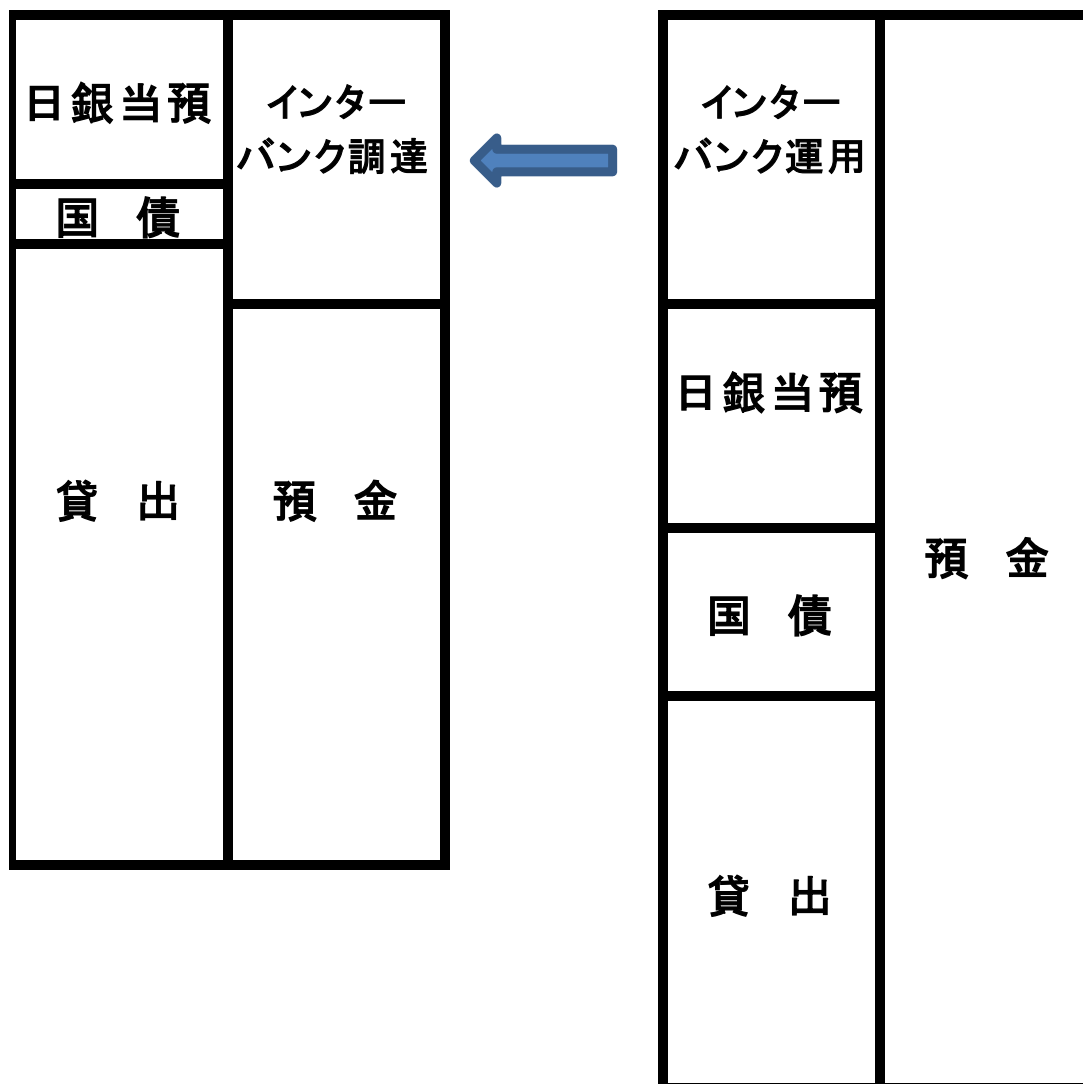 日銀当預
インター
バンク調達
国 債
貸 出
預 金
インター
バンク運用
日銀当預
国 債
貸 出
預 金